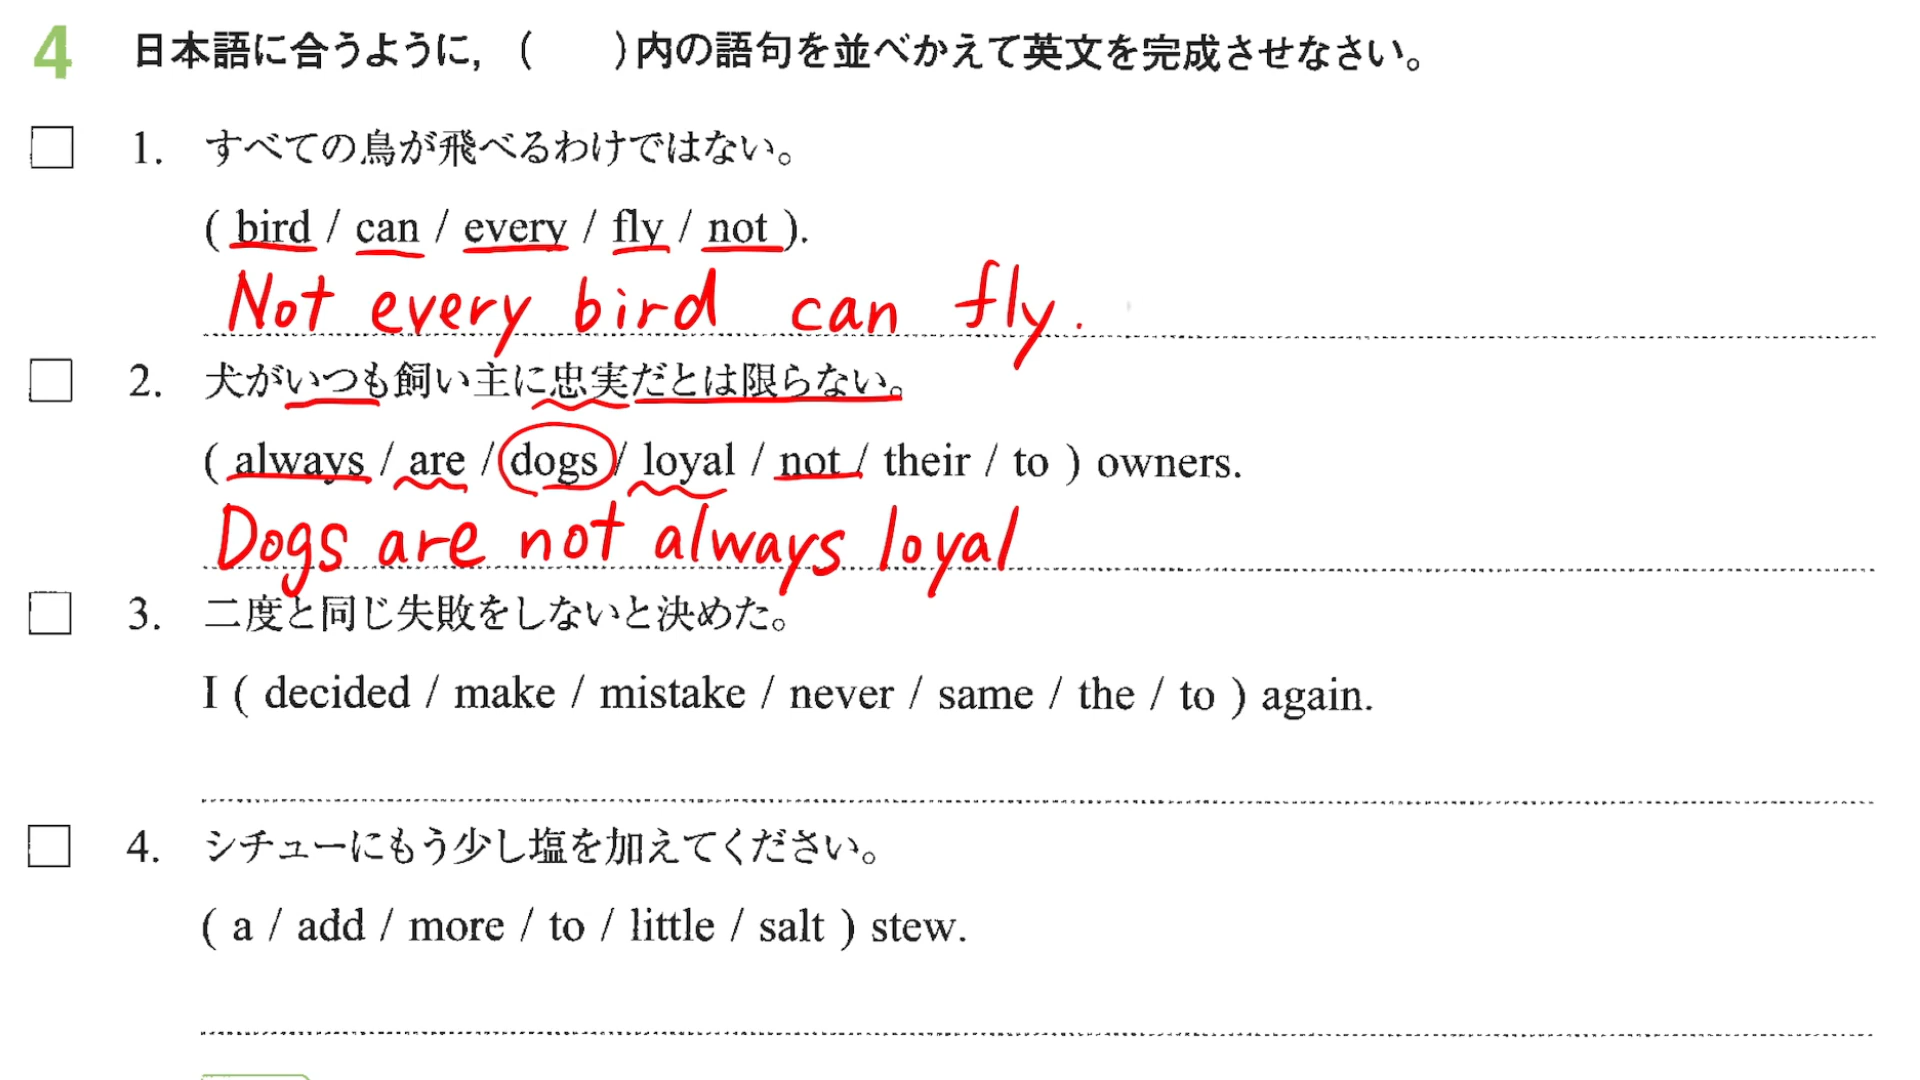 4 日本語に合うように，(　　)内の語句を並べかえて英文を完成させなさい。
1. すべての鳥が飛べるわけではない。
( bird / can / every / fly / not ).
Not every bird can fly.
2. 犬がいつも飼い主に忠実だとは限らない。
( always / are / dogs / loyal / not / their / to ) owners.
Dogs are not always loyal
3. 二度と同じ失敗をしないと決めた。
I ( decided / make / mistake / never / same / the / to ) again.
4. シチューにもう少し塩を加えてください。
( a / add / more / to / little / salt ) stew.